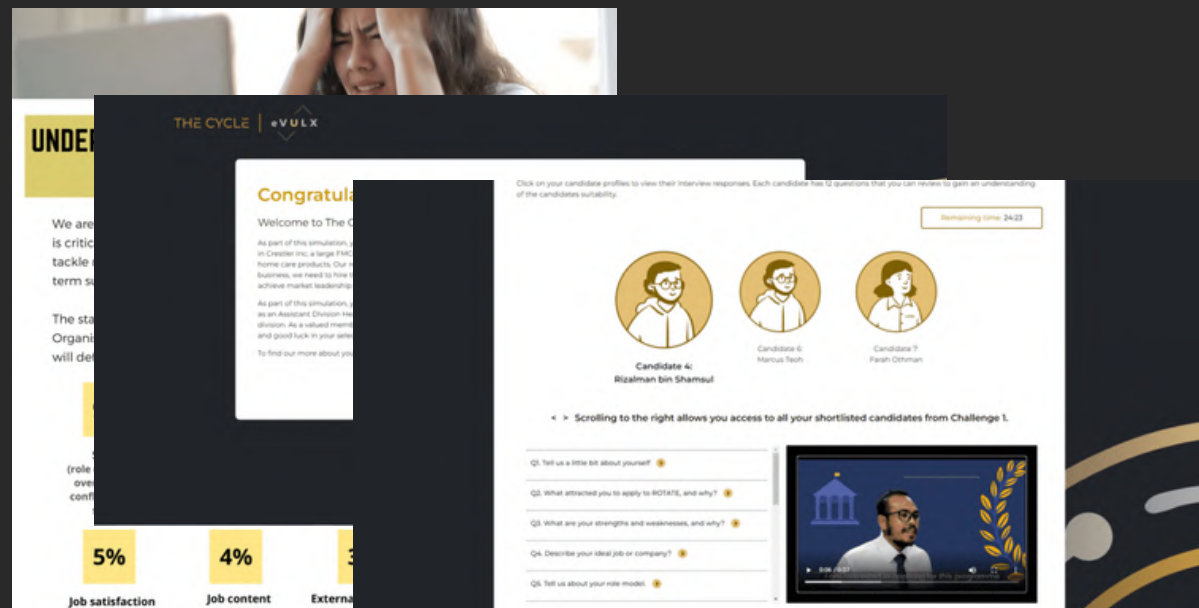 UNDE
We are
is critic
tackle
term su
The sta
Organi
will de
(role
over
confl
5%
Job satisfaction
4%
Job content
Externa
THE CYCLE | eVULX
Congratula
Welcome to The C
As part of this simulation, y
in Crestler Inc, a large FMC
home care products. Our
business, we need to hire t
achieve market leadership
As part of this simulation, y
as an Assistant Division He
division. As a valued memb
and good luck in your selec
To find our more about you
Click on your candidate profiles to view their Interview responses. Each candidate has 12 questions that you can review to gain an understanding
of the candidates suitability.
Remaining time: 24:23
Candidate 4:
Rizalman bin Shamsul
Candidate 6:
Marcus Teoh
Candidate 7:
Farah Othman
< > Scrolling to the right allows you access to all your shortlisted candidates from Challenge 1.
Q1. Tell us a little bit about yourself
Q2. What attracted you to apply to ROTATE, and why?
Q3. What are your strengths and weaknesses, and why?
Q4. Describe your ideal job or company?
Q5. Tell us about your role model.
0:06 / 0:37